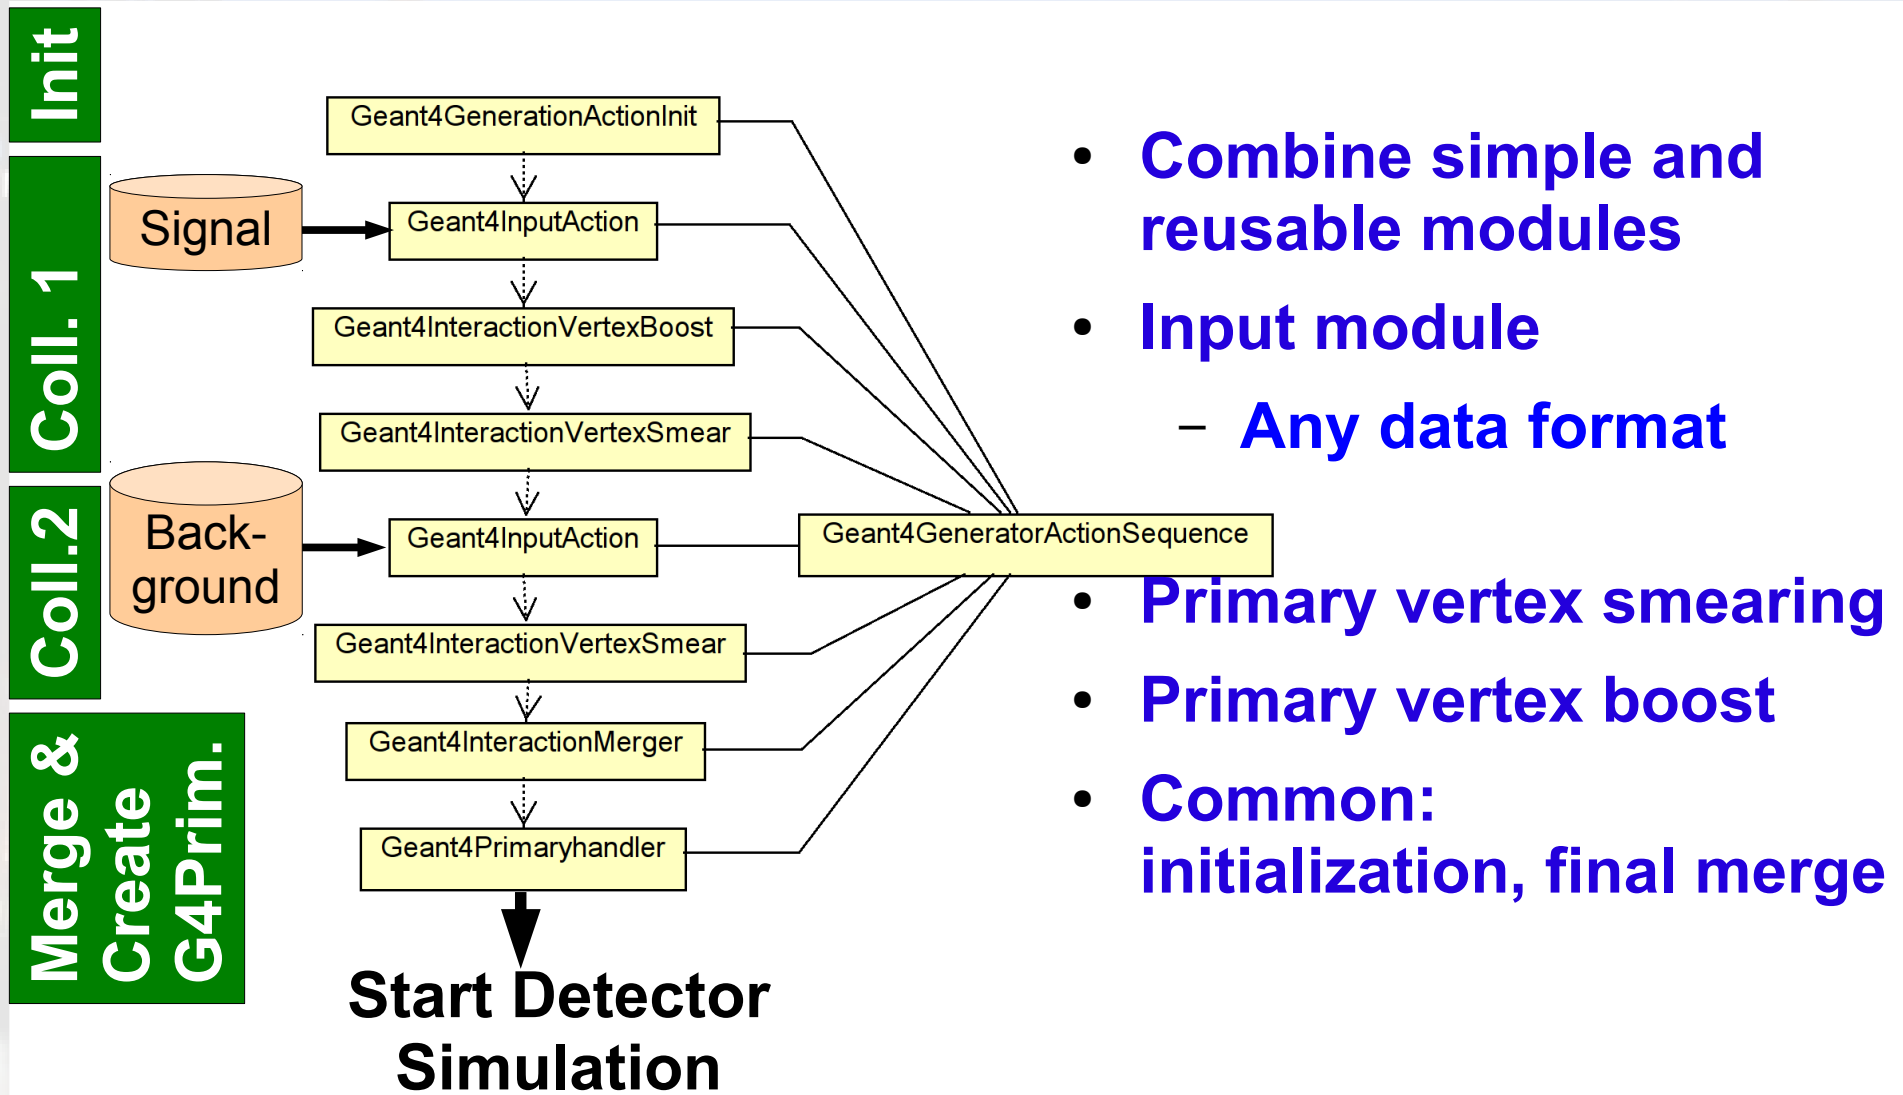 Init
Coll. 1
Coll.2
Merge &
Create
G4Prim.
Signal
Back-
ground
Geant4GenerationActionInit
Geant4InputAction
Geant4InteractionVertexBoost
Geant4InteractionVertexSmear
Geant4InputAction
Geant4InteractionVertexSmear
Geant4InteractionMerger
Geant4Primaryhandler
Start Detector
Simulation
Geant4GeneratorActionSequence
• Combine simple and
reusable modules
• Input module
– Any data format
• Primary vertex smearing
• Primary vertex boost
• Common:
initialization, final merge